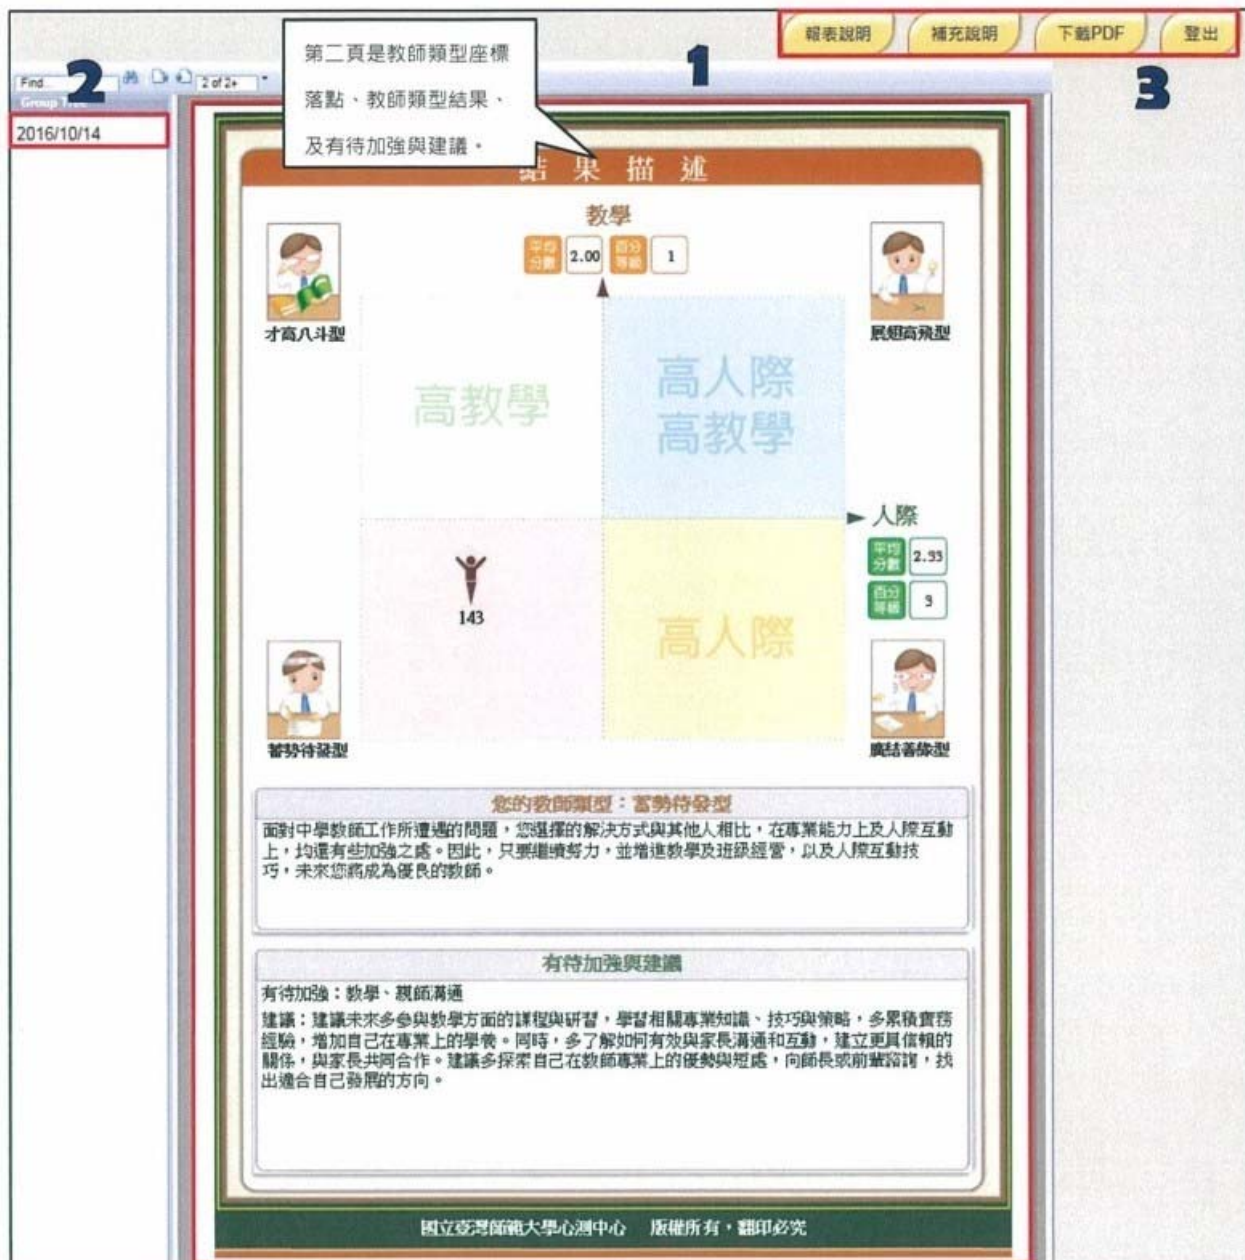 報表說明
補充說明
下載PDF
登出
1
3
第二頁是教師類型座標
落點、教師類型結果、
及有待加強與建議。
2
Find...
2 of 2+
Group Tree
2016/10/14
結果描述
教學
平均分數 2.00 百分等級 1
才高八斗型
展翅高飛型
高教學
高人際
高教學
人際
平均分數 2.33
百分等級 3
143
高人際
蓄勢待發型
廣結善緣型
您的教師類型：蓄勢待發型
面對中學教師工作所遭遇的問題，您選擇的解決方式與其他人相比，在專業能力上及人際互動
上，均還有些加強之處。因此，只要繼續努力，並增進教學及班級經營，以及人際互動技
巧，未來您將成為優良的教師。
有待加強與建議
有待加強：教學、親師溝通
建議：建議未來多參與教學方面的課程與研習，學習相關專業知識、技巧與策略，多累積實務
經驗，增加自己在專業上的學養。同時，多了解如何有效與家長溝通和互動，建立更具信賴的
關係，與家長共同合作。建議多探索自己在教師專業上的優勢與短處，向師長或前輩諮詢，找
出適合自己發展的方向。
國立臺灣師範大學心測中心 版權所有，翻印必究